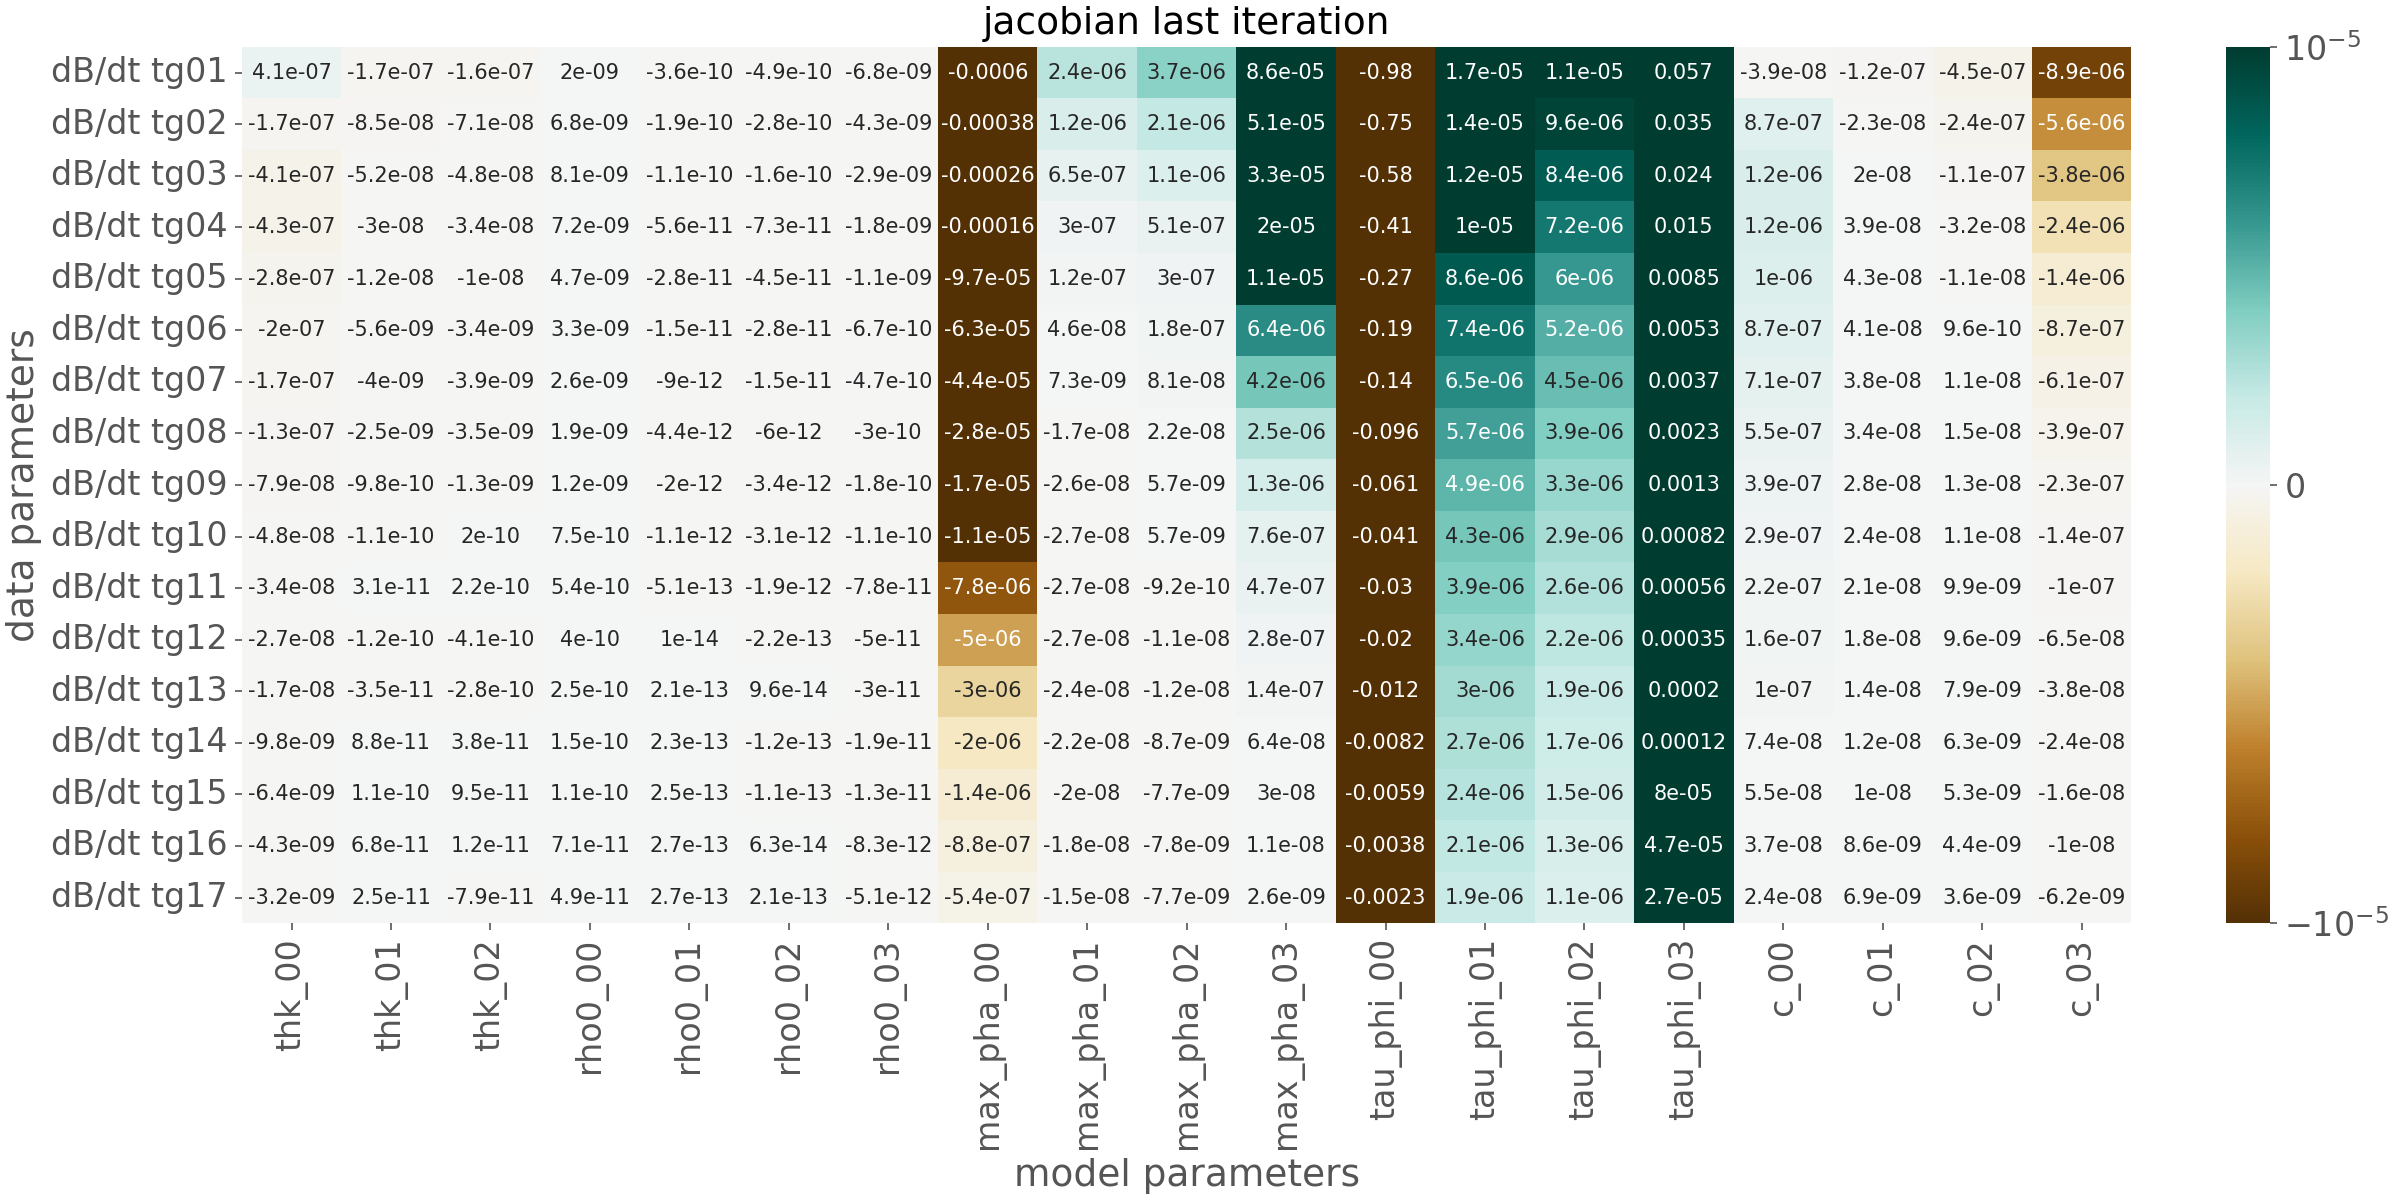 jacobian last iteration
dB/dt tg01 4.1e-07 -1.7e-07 -1.6e-07 2e-09 -3.6e-10 -4.9e-10 -6.8e-09 -0.0006 2.4e-06 3.7e-06 8.6e-05 -0.98 1.7e-05 1.1e-05 0.057 -3.9e-08 -1.2e-07 -4.5e-07 -8.9e-06
dB/dt tg02 -1.7e-07 -8.5e-08 -7.1e-08 6.8e-09 -1.9e-10 -2.8e-10 -4.3e-09 -0.00038 1.2e-06 2.1e-06 5.1e-05 -0.75 1.4e-05 9.6e-06 0.035 8.7e-07 -2.3e-08 -2.4e-07 -5.6e-06
dB/dt tg03 -4.1e-07 -5.2e-08 -4.8e-08 8.1e-09 -1.1e-10 -1.6e-10 -2.9e-09 -0.00026 6.5e-07 1.1e-06 3.3e-05 -0.58 1.2e-05 8.4e-06 0.024 1.2e-06 2e-08 -1.1e-07 -3.8e-06
dB/dt tg04 -4.3e-07 -3e-08 -3.4e-08 7.2e-09 -5.6e-11 -7.3e-11 -1.8e-09 -0.00016 3e-07 5.1e-07 2e-05 -0.41 1e-05 7.2e-06 0.015 1.2e-06 3.9e-08 -3.2e-08 -2.4e-06
dB/dt tg05 -2.8e-07 -1.2e-08 -1e-08 4.7e-09 -2.8e-11 -4.5e-11 -1.1e-09 -9.7e-05 1.2e-07 3e-07 1.1e-05 -0.27 8.6e-06 6e-06 0.0085 1e-06 4.3e-08 -1.1e-08 -1.4e-06
dB/dt tg06 -2e-07 -5.6e-09 -3.4e-09 3.3e-09 -1.5e-11 -2.8e-11 -6.7e-10 -6.3e-05 4.6e-08 1.8e-07 6.4e-06 -0.19 7.4e-06 5.2e-06 0.0053 8.7e-07 4.1e-08 9.6e-10 -8.7e-07
dB/dt tg07 -1.7e-07 -4e-09 -3.9e-09 2.6e-09 -9e-12 -1.5e-11 -4.7e-10 -4.4e-05 7.3e-09 8.1e-08 4.2e-06 -0.14 6.5e-06 4.5e-06 0.0037 7.1e-07 3.8e-08 1.1e-08 -6.1e-07
dB/dt tg08 -1.3e-07 -2.5e-09 -3.5e-09 1.9e-09 -4.4e-12 -6e-12 -3e-10 -2.8e-05 -1.7e-08 2.2e-08 2.5e-06 -0.096 5.7e-06 3.9e-06 0.0023 5.5e-07 3.4e-08 1.5e-08 -3.9e-07
dB/dt tg09 -7.9e-08 -9.8e-10 -1.3e-09 1.2e-09 -2e-12 -3.4e-12 -1.8e-10 -1.7e-05 -2.6e-08 5.7e-09 1.3e-06 -0.061 4.9e-06 3.3e-06 0.0013 3.9e-07 2.8e-08 1.3e-08 -2.3e-07
dB/dt tg10 -4.8e-08 -1.1e-10 2e-10 7.5e-10 -1.1e-12 -3.1e-12 -1.1e-10 -1.1e-05 -2.7e-08 5.7e-09 7.6e-07 -0.041 4.3e-06 2.9e-06 0.00082 2.9e-07 2.4e-08 1.1e-08 -1.4e-07
dB/dt tg11 -3.4e-08 3.1e-11 2.2e-10 5.4e-10 -5.1e-13 -1.9e-12 -7.8e-11 -7.8e-06 -2.7e-08 -9.2e-10 4.7e-07 -0.03 3.9e-06 2.6e-06 0.00056 2.2e-07 2.1e-08 9.9e-09 -1e-07
dB/dt tg12 -2.7e-08 -1.2e-10 -4.1e-10 4e-10 1e-14 -2.2e-13 -5e-11 -5e-06 -2.7e-08 -1.1e-08 2.8e-07 -0.02 3.4e-06 2.2e-06 0.00035 1.6e-07 1.8e-08 9.6e-09 -6.5e-08
dB/dt tg13 -1.7e-08 -3.5e-11 -2.8e-10 2.5e-10 2.1e-13 9.6e-14 -3e-11 -3e-06 -2.4e-08 -1.2e-08 1.4e-07 -0.012 3e-06 1.9e-06 0.0002 1e-07 1.4e-08 7.9e-09 -3.8e-08
dB/dt tg14 -9.8e-09 8.8e-11 3.8e-11 1.5e-10 2.3e-13 -1.2e-13 -1.9e-11 -2e-06 -2.2e-08 -8.7e-09 6.4e-08 -0.0082 2.7e-06 1.7e-06 0.00012 7.4e-08 1.2e-08 6.3e-09 -2.4e-08
dB/dt tg15 -6.4e-09 1.1e-10 9.5e-11 1.1e-10 2.5e-13 -1.1e-13 -1.3e-11 -1.4e-06 -2e-08 -7.7e-09 3e-08 -0.0059 2.4e-06 1.5e-06 8e-05 5.5e-08 1e-08 5.3e-09 -1.6e-08
dB/dt tg16 -4.3e-09 6.8e-11 1.2e-11 7.1e-11 2.7e-13 6.3e-14 -8.3e-12 -8.8e-07 -1.8e-08 -7.8e-09 1.1e-08 -0.0038 2.1e-06 1.3e-06 4.7e-05 3.7e-08 8.6e-09 4.4e-09 -1e-08
dB/dt tg17 -3.2e-09 2.5e-11 -7.9e-11 4.9e-11 2.7e-13 2.1e-13 -5.1e-12 -5.4e-07 -1.5e-08 -7.7e-09 2.6e-09 -0.0023 1.9e-06 1.1e-06 2.7e-05 2.4e-08 6.9e-09 3.6e-09 -6.2e-09
data parameters
thk_00
thk_01
thk_02
rho0_00
rho0_01
rho0_02
rho0_03
max_pha_00
max_pha_01
max_pha_02
max_pha_03
tau_phi_00
tau_phi_01
tau_phi_02
tau_phi_03
c_00
c_01
c_02
c_03
model parameters
10⁻⁵
0
−10⁻⁵